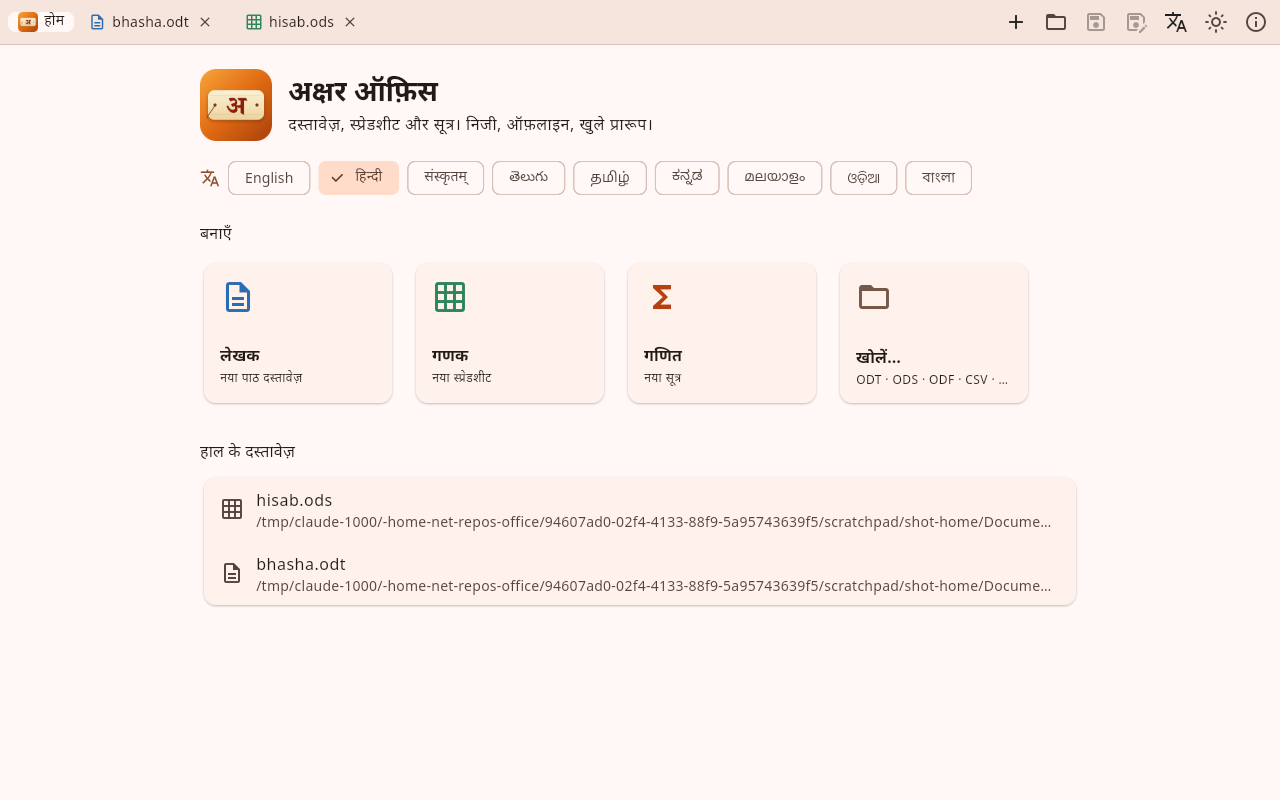 होम
bhasha.odt
hisab.ods
अ
अक्षर ऑफ़िस
दस्तावेज़, स्प्रेडशीट और सूत्र। निजी, ऑफ़लाइन, खुले प्रारूप।
English
हिन्दी
संस्कृतम्
తెలుగు
தமிழ்
ಕನ್ನಡ
മലയാളം
ଓଡ଼ିଆ
বাংলা
बनाएँ
लेखक
नया पाठ दस्तावेज़
गणक
नया स्प्रेडशीट
गणित
नया सूत्र
खोलें…
ODT · ODS · ODF · CSV · …
हाल के दस्तावेज़
hisab.ods
/tmp/claude-1000/-home-net-repos-office/94607ad0-02f4-4133-88f9-5a95743639f5/scratchpad/shot-home/Docume…
bhasha.odt
/tmp/claude-1000/-home-net-repos-office/94607ad0-02f4-4133-88f9-5a95743639f5/scratchpad/shot-home/Docume…